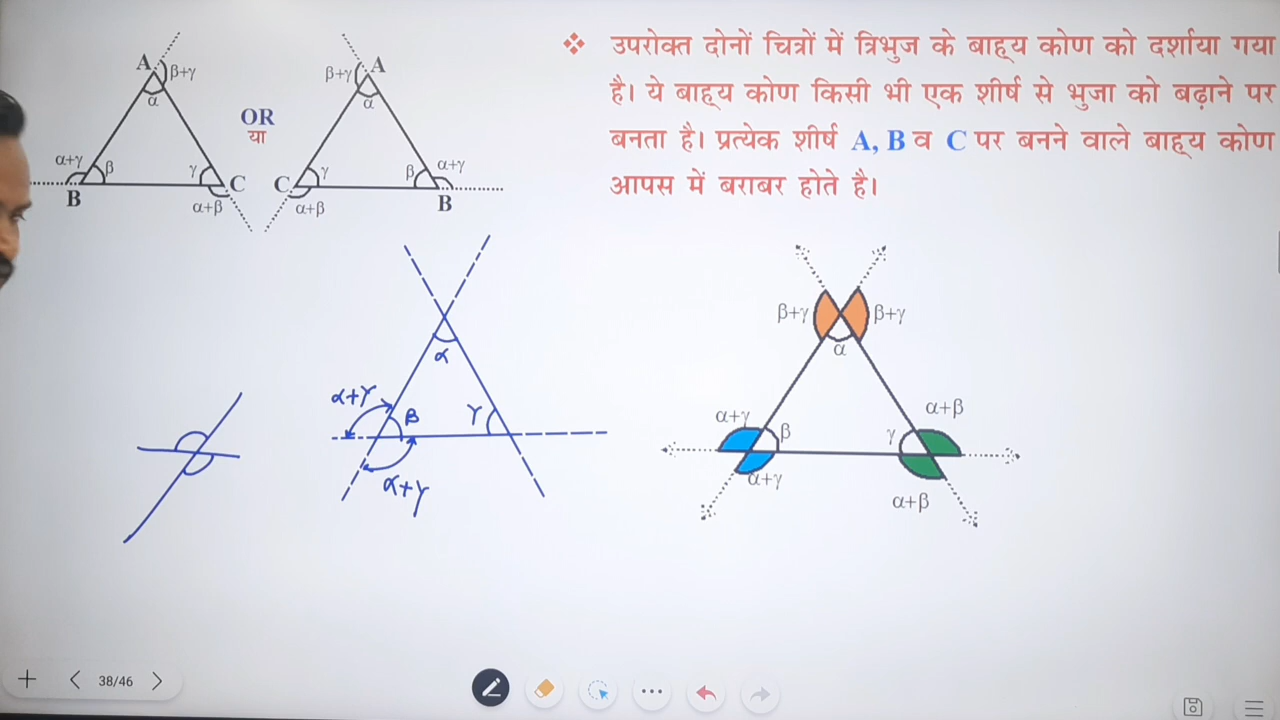 A
β+γ
α
α+γ
β
γ
B
C
α+β
OR
या
β+γ
A
α
γ
β
α+γ
C
α+β
B
❖ उपरोक्त दोनों चित्रों में त्रिभुज के बाह्य कोण को दर्शाया गया
है। ये बाह्य कोण किसी भी एक शीर्ष से भुजा को बढ़ाने पर
बनता है। प्रत्येक शीर्ष A, B व C पर बनने वाले बाह्य कोण
आपस में बराबर होते है।
α
α+γ
β
γ
α+γ
β+γ
β+γ
α
α+γ
β
γ
α+β
α+γ
α+β
38/46